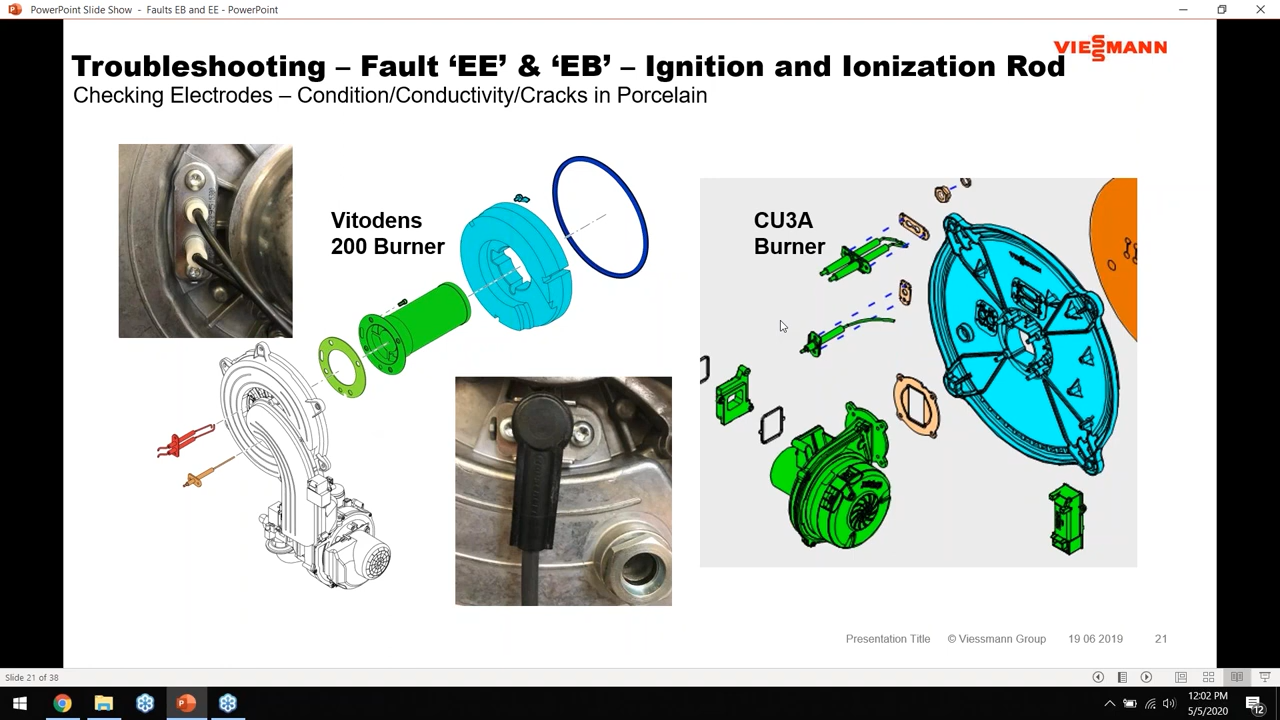 PowerPoint Slide Show - Faults EB and EE - PowerPoint
VIESSMANN
Troubleshooting – Fault ‘EE’ & ‘EB’ – Ignition and Ionization Rod
Checking Electrodes – Condition/Conductivity/Cracks in Porcelain
Vitodens
200 Burner
CU3A
Burner
VIESMANN
Presentation Title © Viessmann Group 19 06 2019 21
Slide 21 of 38
12:02 PM
5/5/2020
12